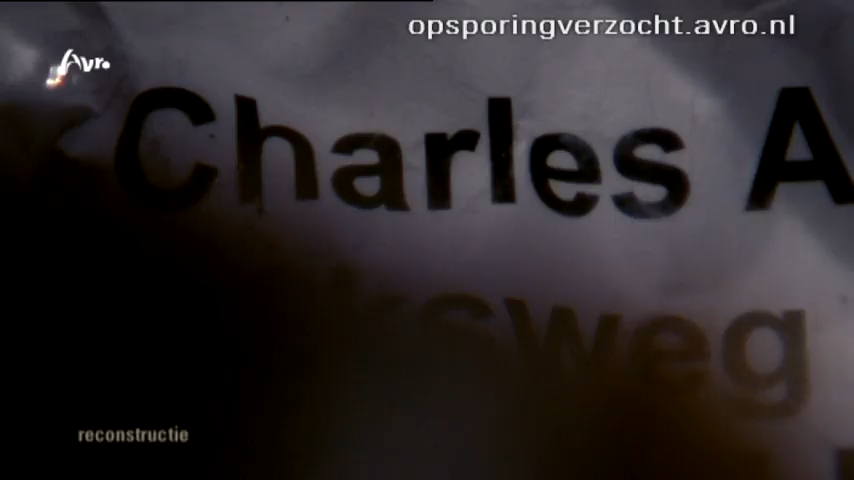 opsporingverzocht.avro.nl
Avro
Charles A
sweg
reconstructie